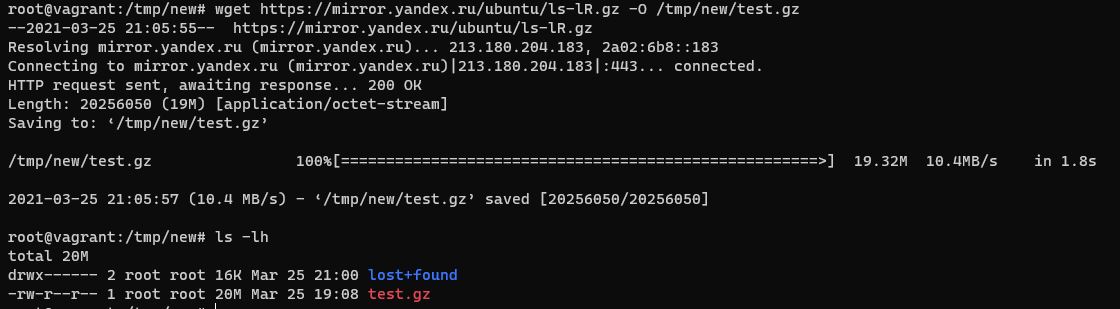 root@vagrant:/tmp/new# wget https://mirror.yandex.ru/ubuntu/ls-lR.gz -O /tmp/new/test.gz
--2021-03-25 21:05:55--  https://mirror.yandex.ru/ubuntu/ls-lR.gz
Resolving mirror.yandex.ru (mirror.yandex.ru)... 213.180.204.183, 2a02:6b8::183
Connecting to mirror.yandex.ru (mirror.yandex.ru)|213.180.204.183|:443... connected.
HTTP request sent, awaiting response... 200 OK
Length: 20256050 (19M) [application/octet-stream]
Saving to: ‘/tmp/new/test.gz’
/tmp/new/test.gz                100%[=====================================================>]  19.32M  10.4MB/s    in 1.8s
2021-03-25 21:05:57 (10.4 MB/s) - ‘/tmp/new/test.gz’ saved [20256050/20256050]
root@vagrant:/tmp/new# ls -lh
total 20M
drwx------ 2 root root 16K Mar 25 21:00 lost+found
-rw-r--r-- 1 root root 20M Mar 25 19:08 test.gz